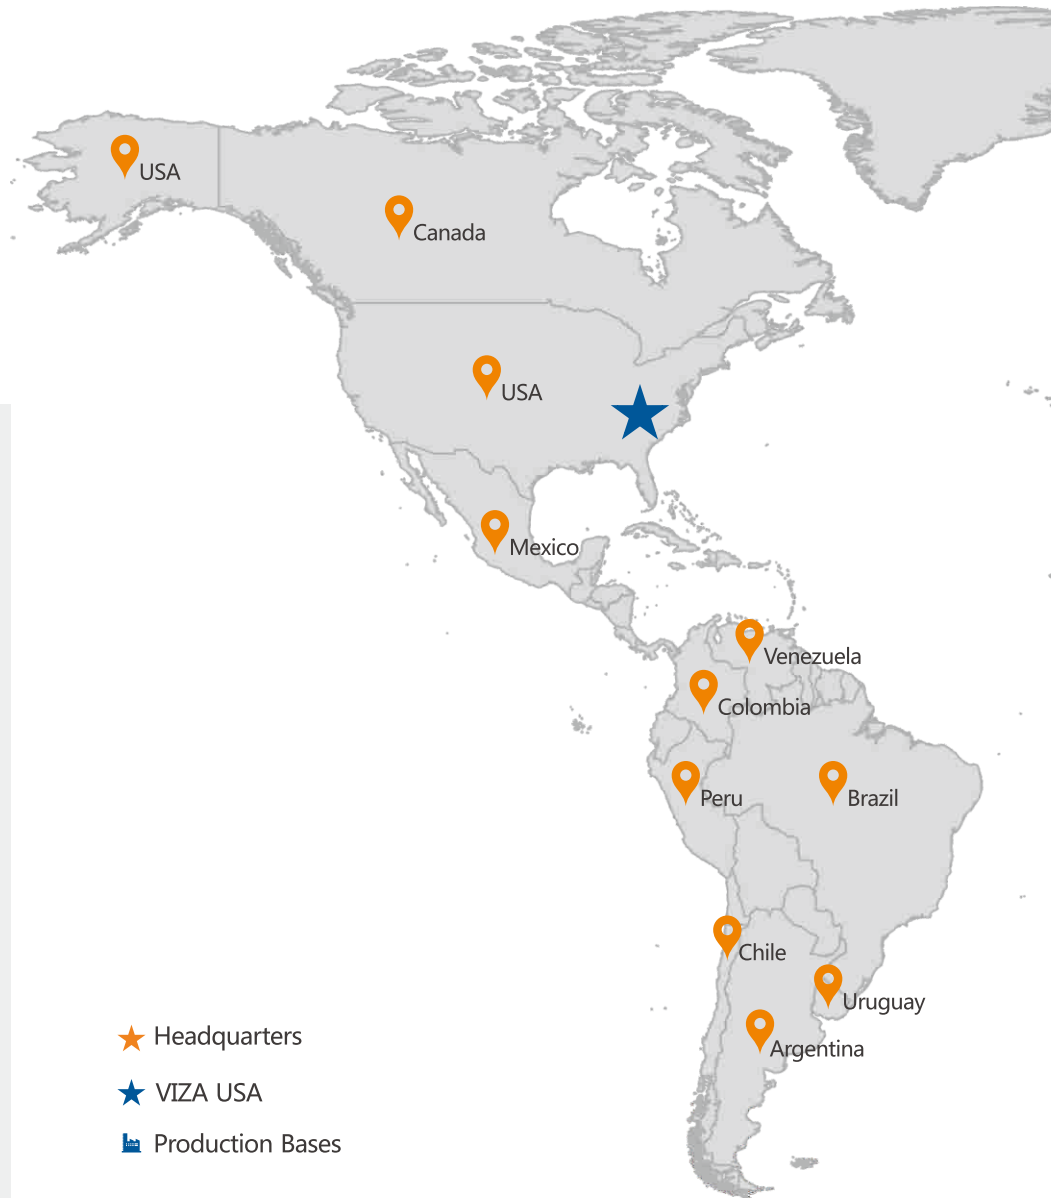 USA
Canada
USA
Mexico
Venezuela
Colombia
Peru
Brazil
Chile
Uruguay
Argentina
Headquarters
VIZA USA
Production Bases